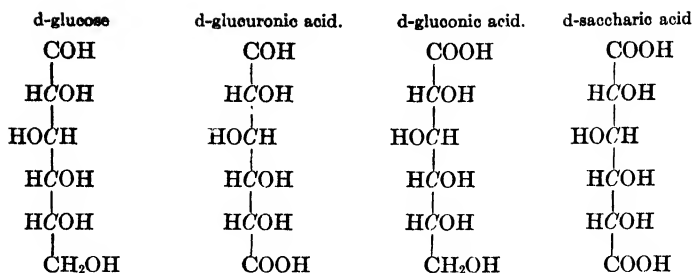 d-glucose d-glucuronic acid. d-gluconic acid. d-saccharic acid
COH COH COOH COOH
HCOH HCOH HCOH HCOH
HOCH HOCH HOCH HOCH
HCOH HCOH HCOH HCOH
HCOH HCOH HCOH HCOH
CH₂OH COOH CH₂OH COOH